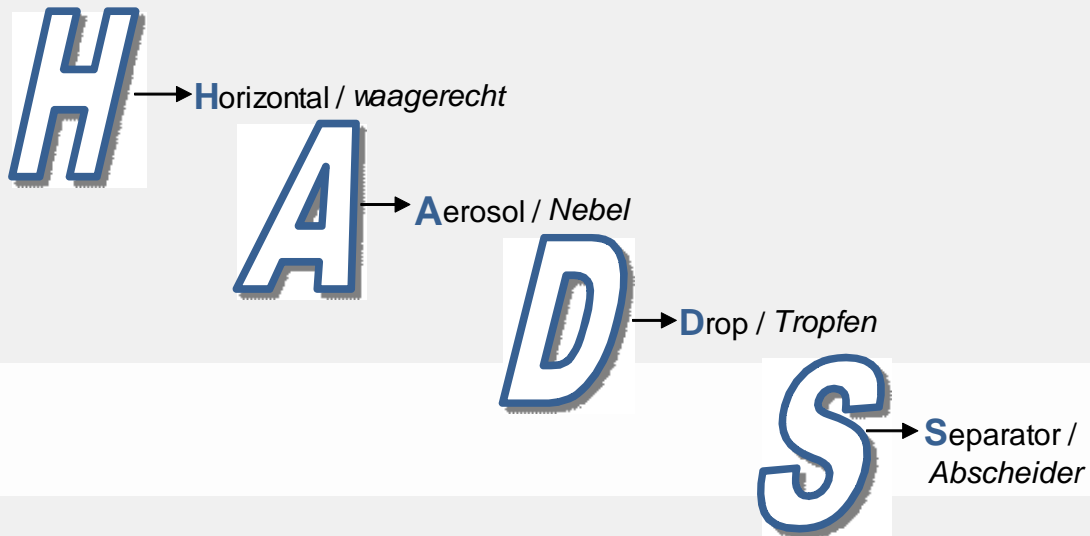 H
Horizontal / waagerecht
A
Aerosol / Nebel
D
Drop / Tropfen
S
Separator /
Abscheider